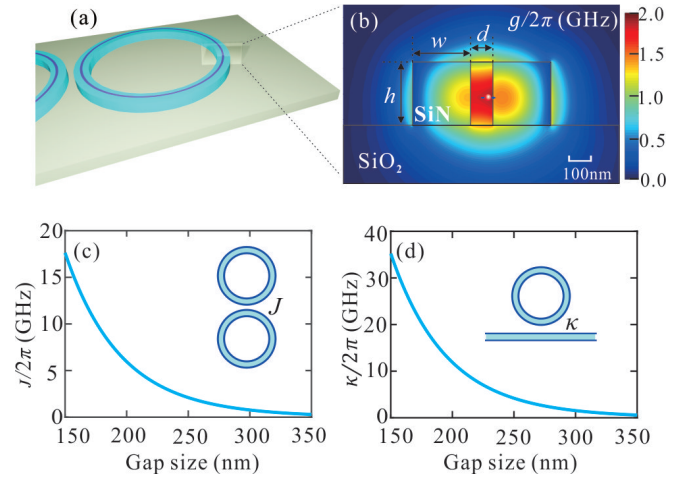 (a)
(b)
g/2π (GHz)
w
d
h
SiN
SiO₂
100nm
2.0
1.5
1.0
0.5
0.0
(c)
J
J/2π (GHz)
20
15
10
5
0
150 200 250 300 350
Gap size (nm)
(d)
κ
κ/2π (GHz)
40
30
20
10
0
150 200 250 300 350
Gap size (nm)